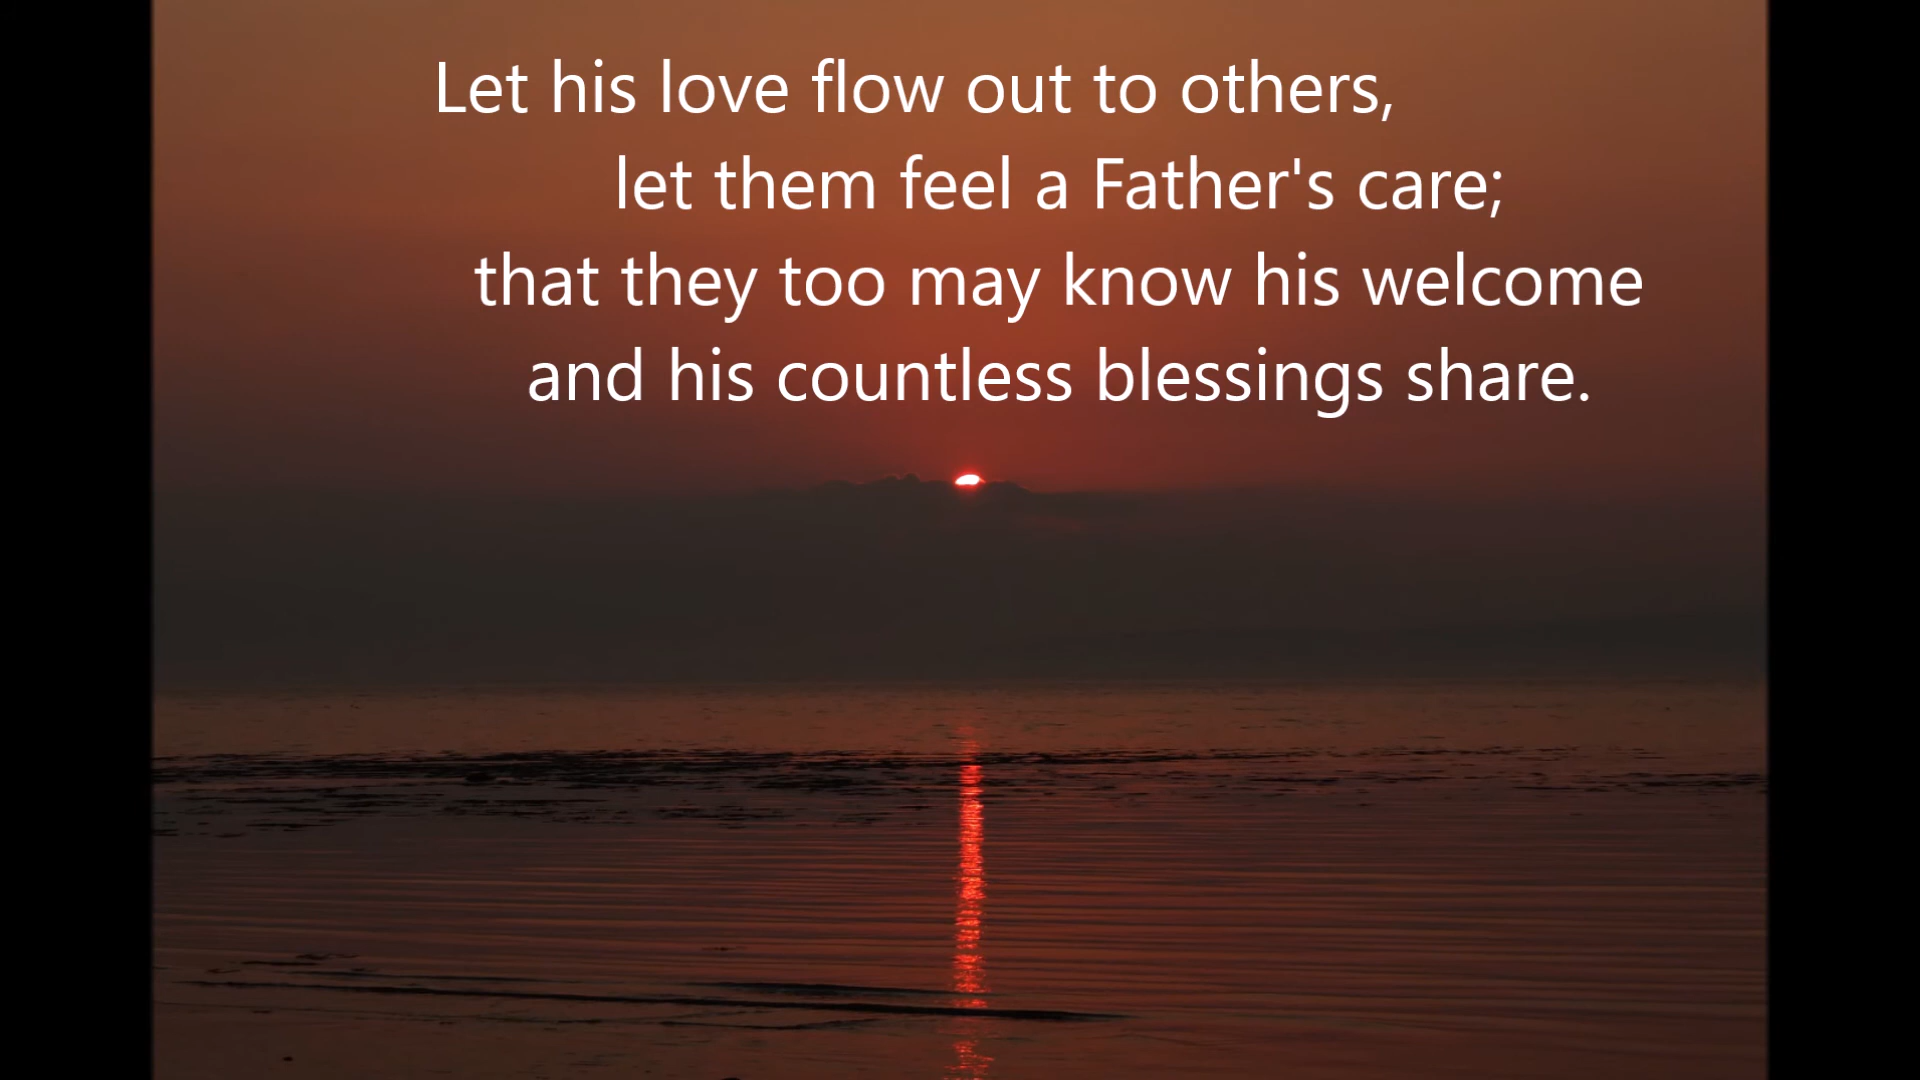 Let his love flow out to others,
let them feel a Father's care;
that they too may know his welcome
and his countless blessings share.